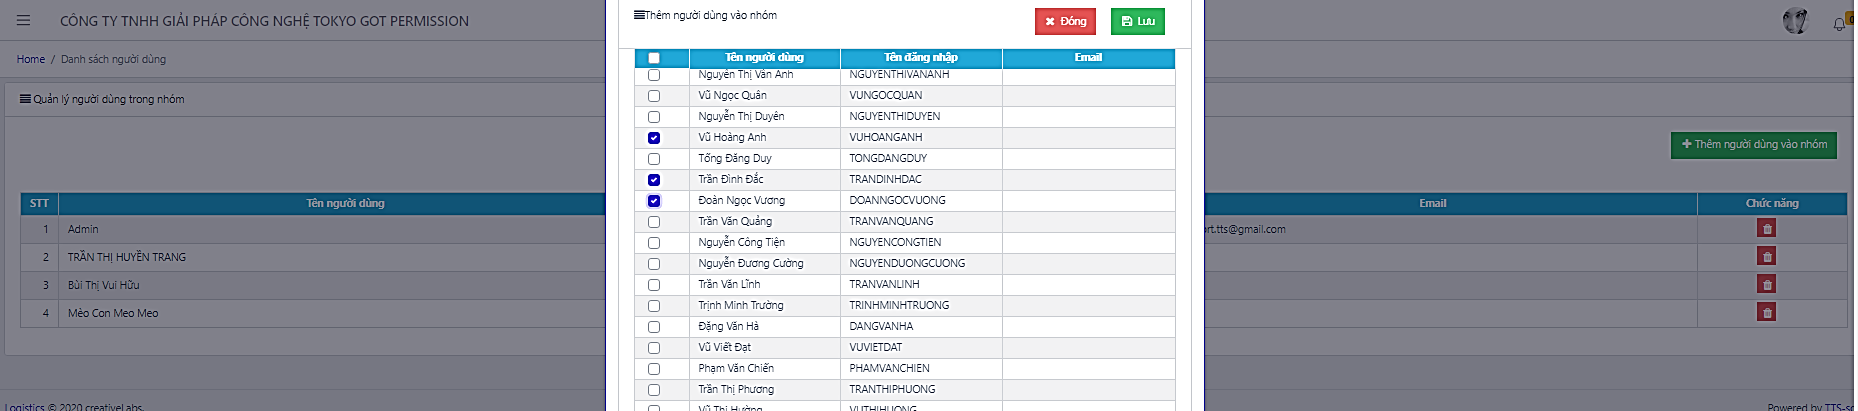 CÔNG TY TNHH GIẢI PHÁP CÔNG NGHỆ TOKYO GOT PERMISSION
Home / Danh sách người dùng
Quản lý người dùng trong nhóm
Thêm người dùng vào nhóm
STT Tên người dùng Email Chức năng
1 Admin rt.tts@gmail.com
2 TRẦN THỊ HUYỀN TRANG
3 Bùi Thị Vui Hữu
4 Mèo Con Meo Meo
Thêm người dùng vào nhóm Đóng Lưu
Tên người dùng Tên đăng nhập Email
Nguyễn Thị Vân Anh NGUYENTHIVANANH
Vũ Ngọc Quân VUNGOCQUAN
Nguyễn Thị Duyên NGUYENTHIDUYEN
Vũ Hoàng Anh VUHOANGANH
Tống Đăng Duy TONGDANGDUY
Trần Đình Đắc TRANDINHDAC
Đoàn Ngọc Vương DOANNGOCVUONG
Trần Văn Quảng TRANVANQUANG
Nguyễn Công Tiện NGUYENCONGTIEN
Nguyễn Đương Cường NGUYENDUONGCUONG
Trần Văn Lĩnh TRANVANLINH
Trịnh Minh Trường TRINHMINHTRUONG
Đặng Văn Hà DANGVANHA
Vũ Viết Đạt VUVIETDAT
Phạm Văn Chiến PHAMVANCHIEN
Trần Thị Phương TRANTHIPHUONG
Vũ Thị Hường VUTHIHUONG
Logistics © 2020 creativeLabs.
Powered by TTS-so